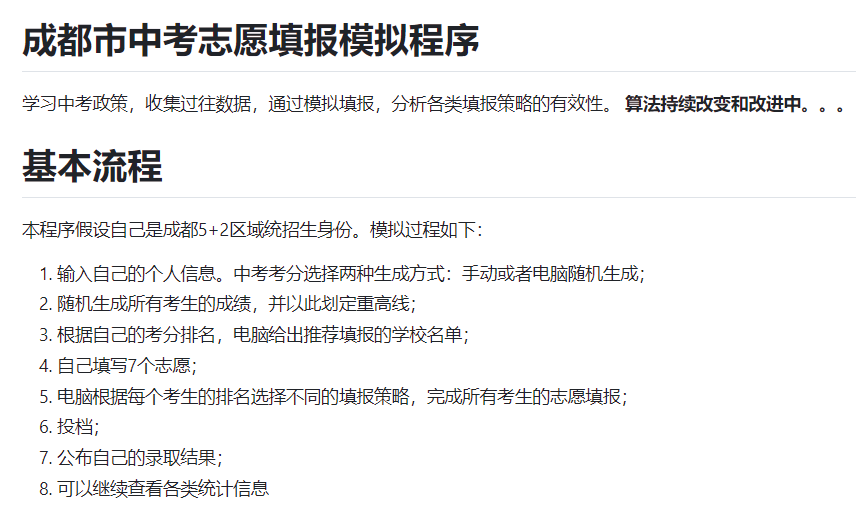 成都市中考志愿填报模拟程序
学习中考政策，收集过往数据，通过模拟填报，分析各类填报策略的有效性。 算法持续改变和改进中。。。
基本流程
本程序假设自己是成都5+2区域统招生身份。模拟过程如下：
1. 输入自己的个人信息。中考考分选择两种生成方式：手动或者电脑随机生成；
2. 随机生成所有考生的成绩，并以此划定重高线；
3. 根据自己的考分排名，电脑给出推荐填报的学校名单；
4. 自己填写7个志愿；
5. 电脑根据每个考生的排名选择不同的填报策略，完成所有考生的志愿填报；
6. 投档；
7. 公布自己的录取结果；
8. 可以继续查看各类统计信息